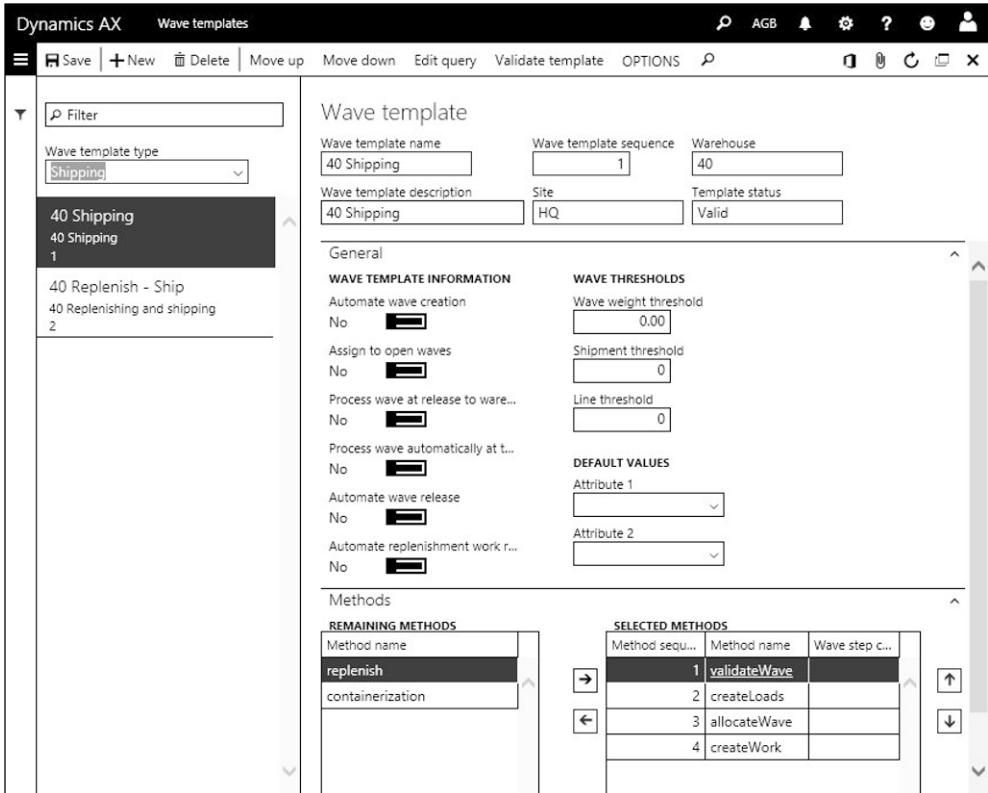 Dynamics AX Wave templates AGB ?
Save New Delete Move up Move down Edit query Validate template OPTIONS
Filter
Wave template type
Shipping
40 Shipping
40 Shipping
1
40 Replenish - Ship
40 Replenishing and shipping
2
Wave template
Wave template name Wave template sequence Warehouse
40 Shipping 1 40
Wave template description Site Template status
40 Shipping HQ Valid
General
WAVE TEMPLATE INFORMATION
Automate wave creation
No
Assign to open waves
No
Process wave at release to ware...
No
Process wave automatically at t...
No
Automate wave release
No
Automate replenishment work r...
No
WAVE THRESHOLDS
Wave weight threshold
0.00
Shipment threshold
0
Line threshold
0
DEFAULT VALUES
Attribute 1
Attribute 2
Methods
REMAINING METHODS
Method name
replenish
containerization
SELECTED METHODS
Method sequ... Method name Wave step c...
1 validateWave
2 createLoads
3 allocateWave
4 createWork